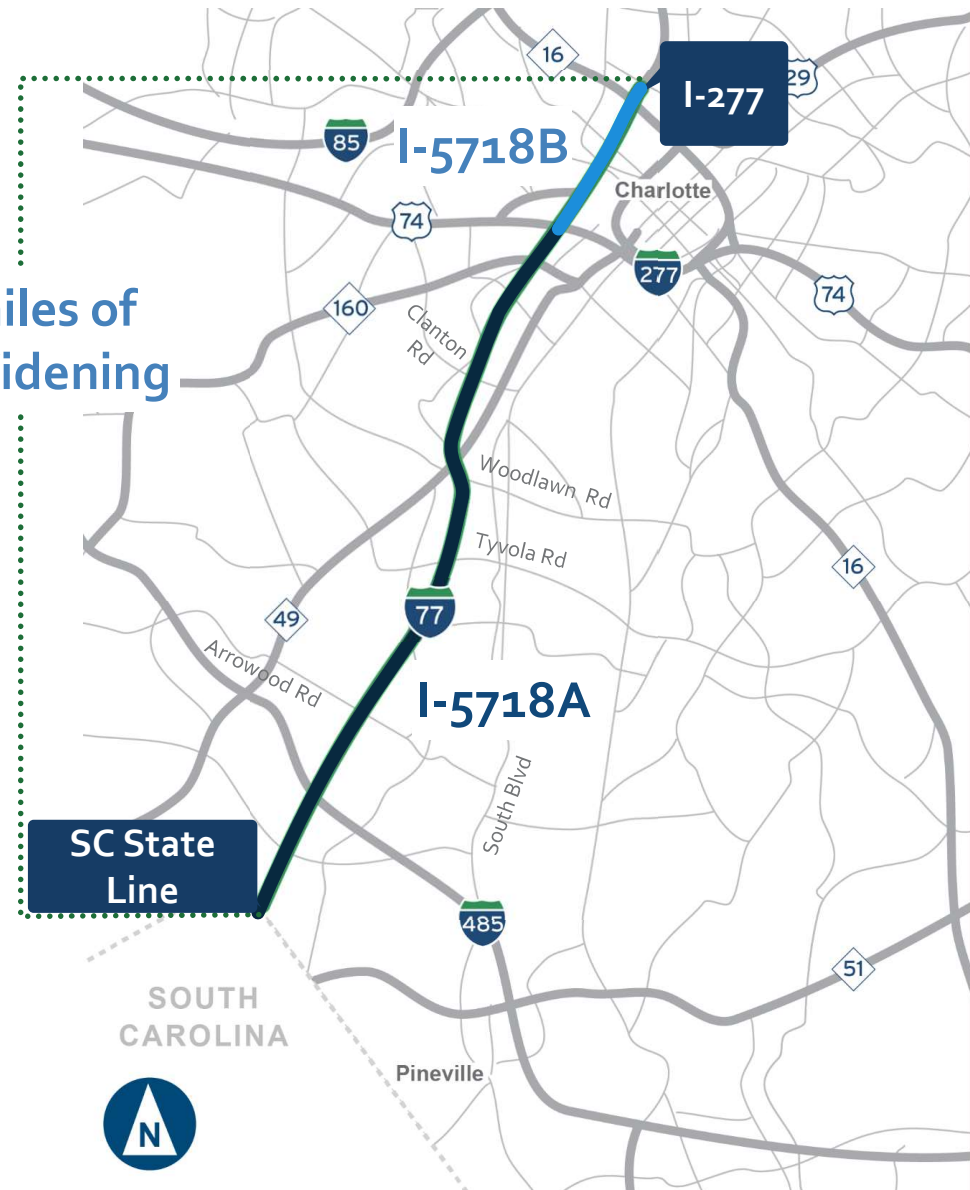 16
I-277
29
85
I-5718B
Charlotte
74
277
74
160
iles of
idening
Clanton
Rd
Woodlawn Rd
Tyvola Rd
16
77
49
Arrowood Rd
I-5718A
South Blvd
SC State
Line
485
51
SOUTH
CAROLINA
Pineville
N